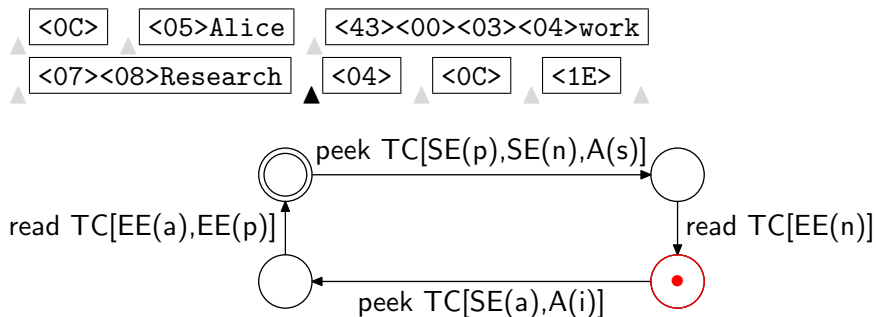 <0C> <05>Alice <43><00><03><04>work
<07><08>Research <04> <0C> <1E>
peek TC[SE(p),SE(n),A(s)]
read TC[EE(a),EE(p)] read TC[EE(n)]
peek TC[SE(a),A(i)]